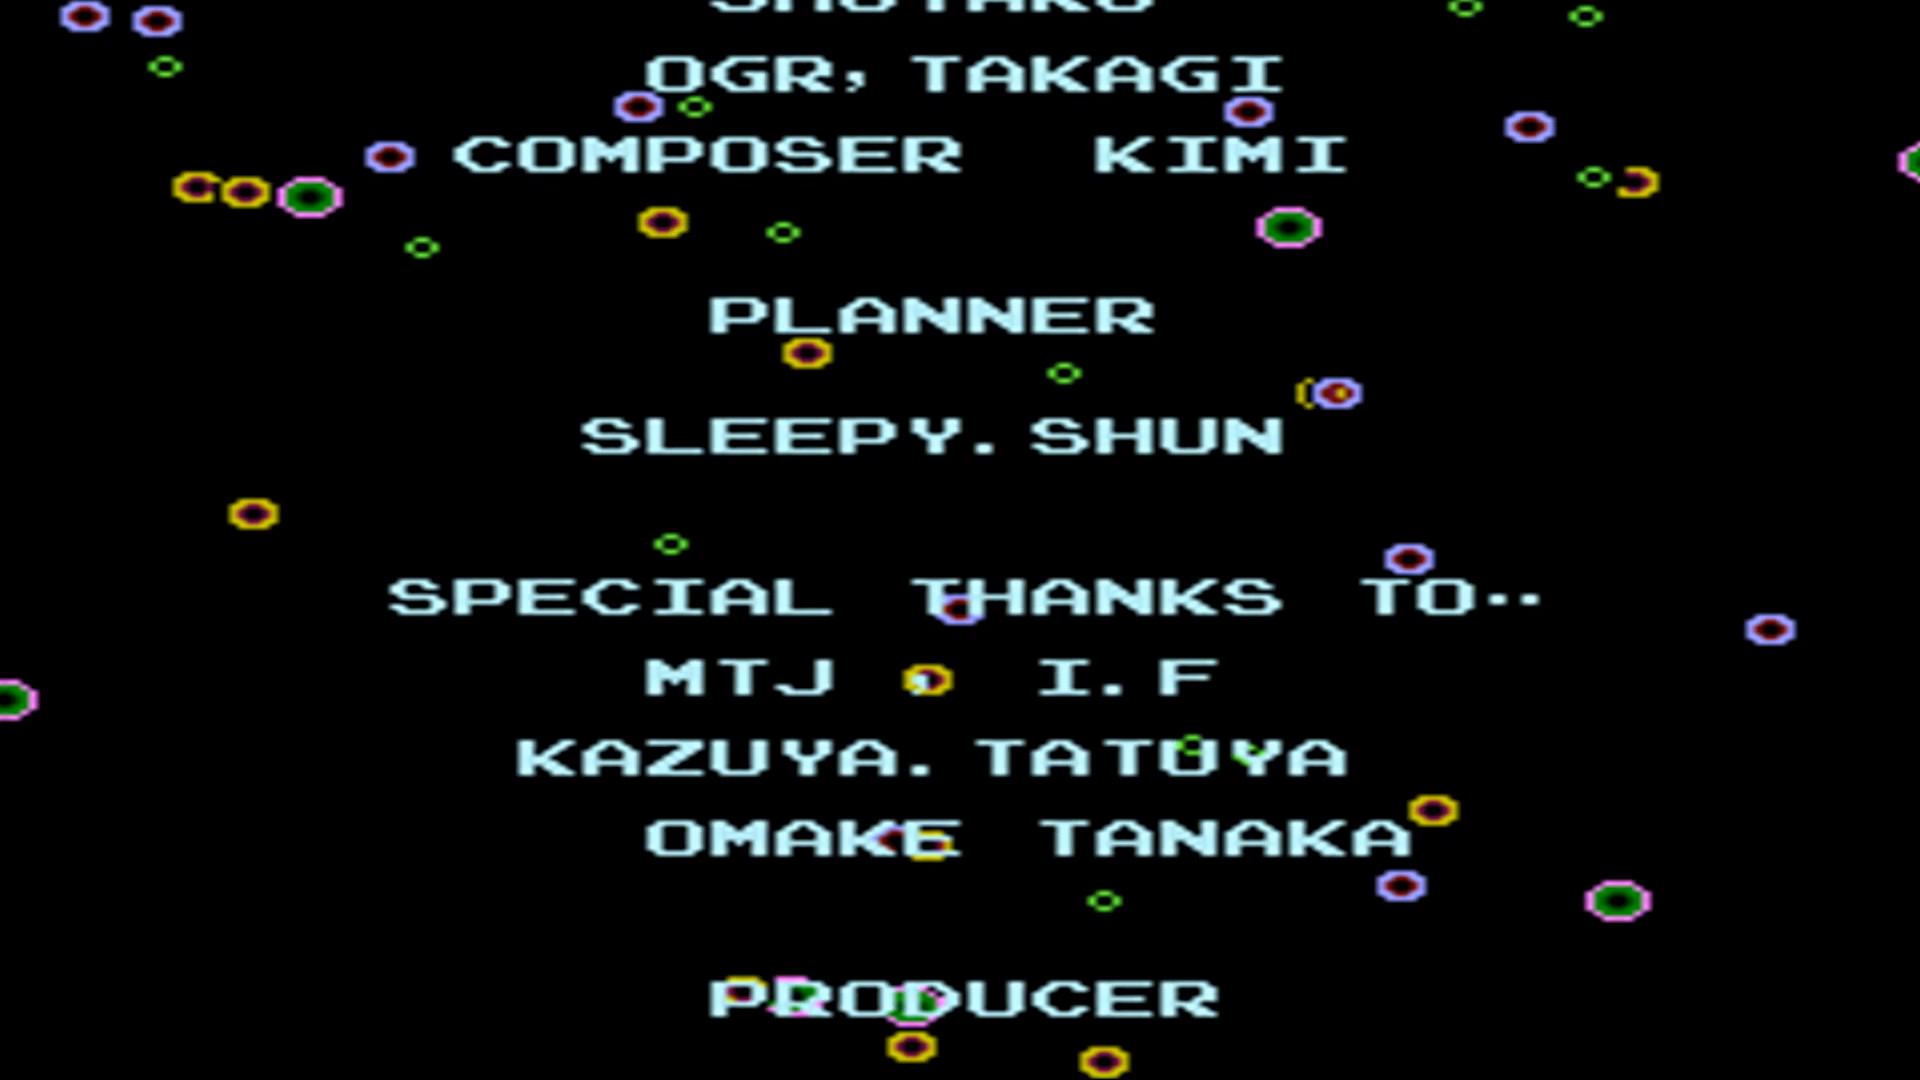 OGR, TAKAGI
COMPOSER KIMI
PLANNER
SLEEPY. SHUN
SPECIAL THANKS TO··
MTJ , I.F
KAZUYA. TATUYA
OMAKE TANAKA
PRODUCER